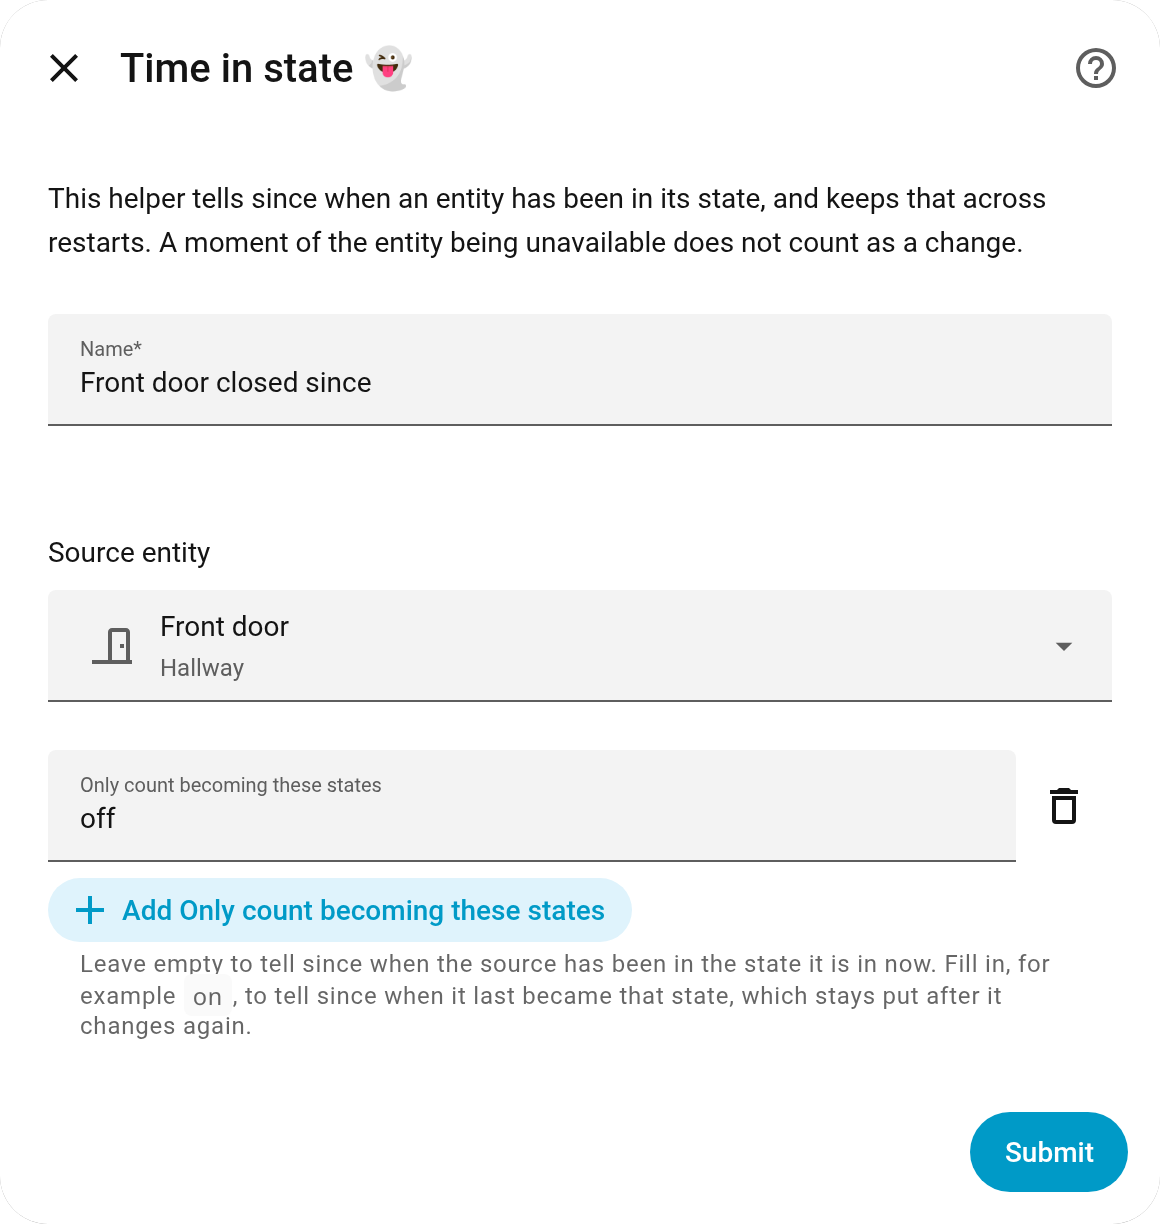 Time in state 👻
This helper tells since when an entity has been in its state, and keeps that across
restarts. A moment of the entity being unavailable does not count as a change.
Name*
Front door closed since
Source entity
Front door
Hallway
Only count becoming these states
off
Add Only count becoming these states
Leave empty to tell since when the source has been in the state it is in now. Fill in, for
example on, to tell since when it last became that state, which stays put after it
changes again.
Submit